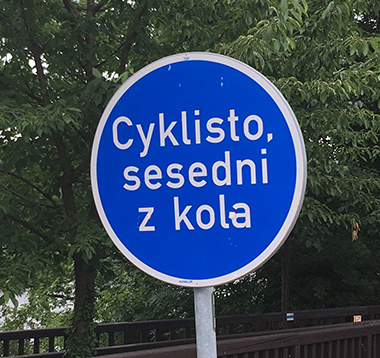 Cyklisto,
sesedni
z kola